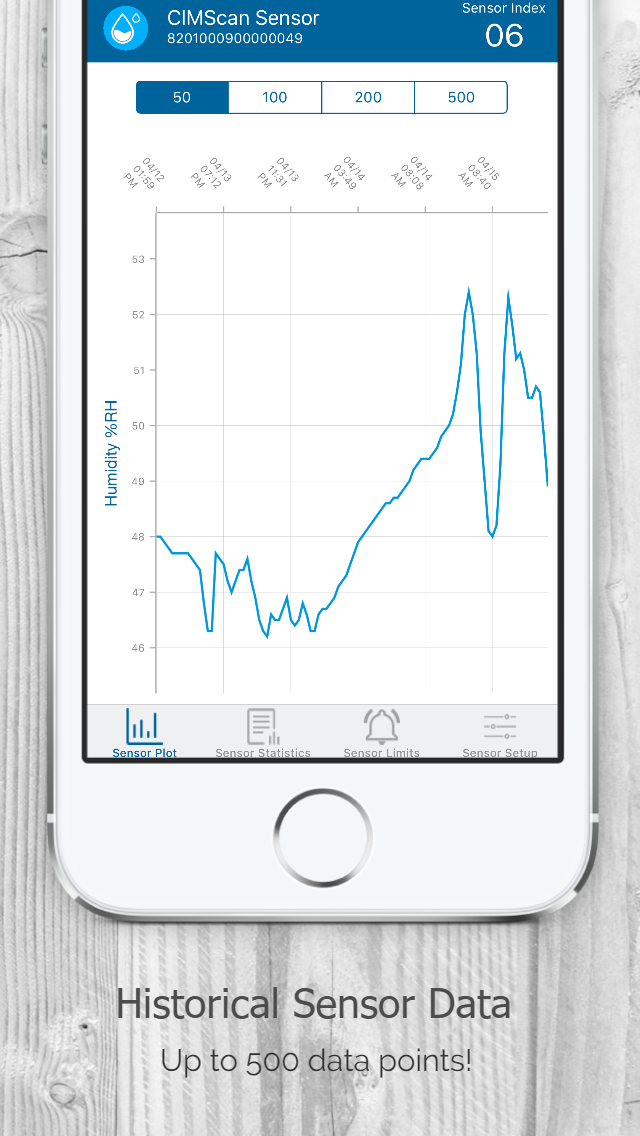 CIMScan Sensor
8201000900000049
Sensor Index
06
50 100 200 500
04/12 01:59 PM
04/13 07:12 PM
04/13 11:31 PM
04/14 03:49 AM
04/14 08:08 AM
04/15 08:40 AM
Humidity %RH
53
52
51
50
49
48
47
46
Sensor Plot Sensor Statistics Sensor Limits Sensor Setup
Historical Sensor Data
Up to 500 data points!